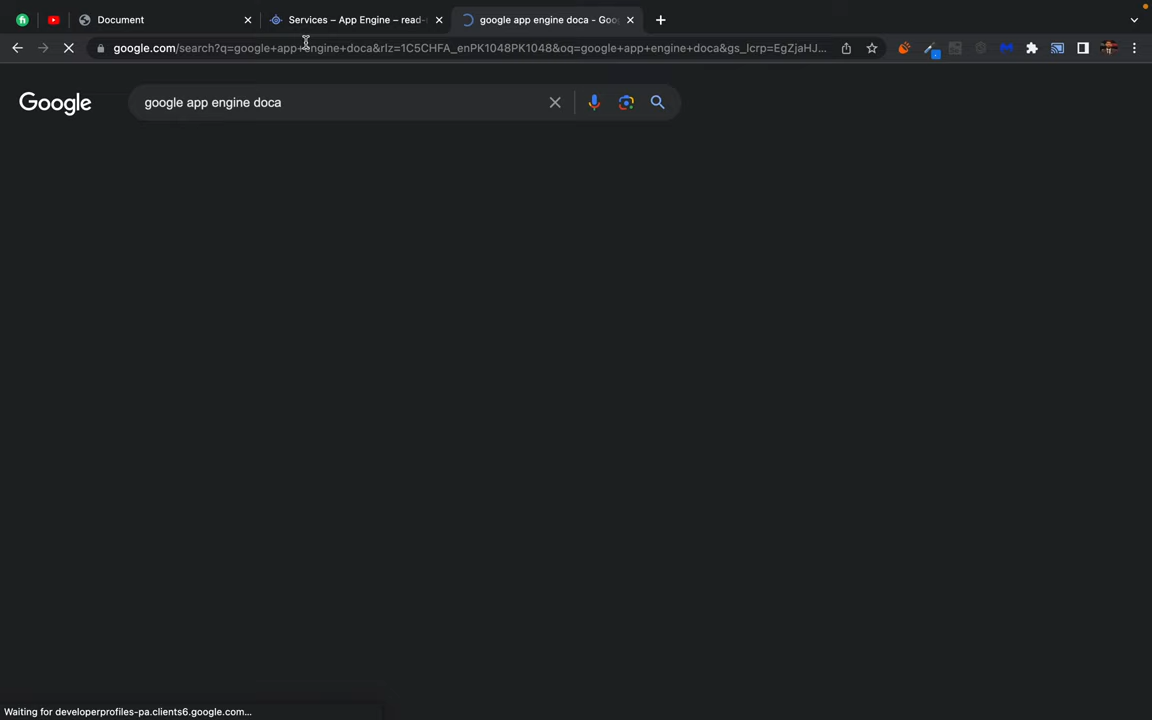 Document
Services – App Engine – read-
google app engine doca - Goo
google.com/search?q=google+app+engine+doca&rlz=1C5CHFA_enPK1048PK1048&oq=google+app+engine+doca&gs_lcrp=EgZjaHJ...
Google
google app engine doca
Waiting for developerprofiles-pa.clients6.google.com...